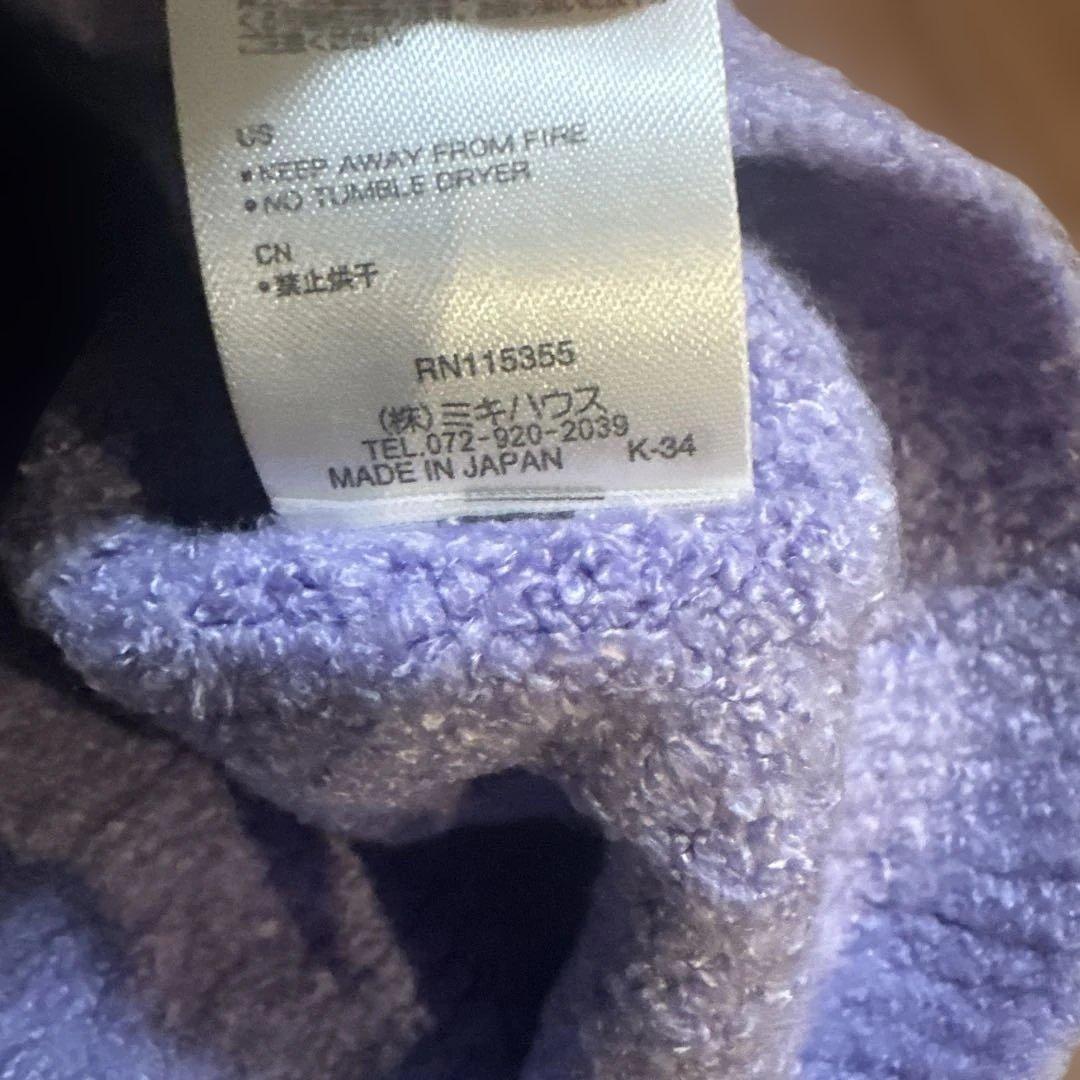 US
•KEEP AWAY FROM FIRE
•NO TUMBLE DRYER
CN
•禁止烘干
RN115355
(株)ミキハウス
TEL.072-920-2039
MADE IN JAPAN K-34